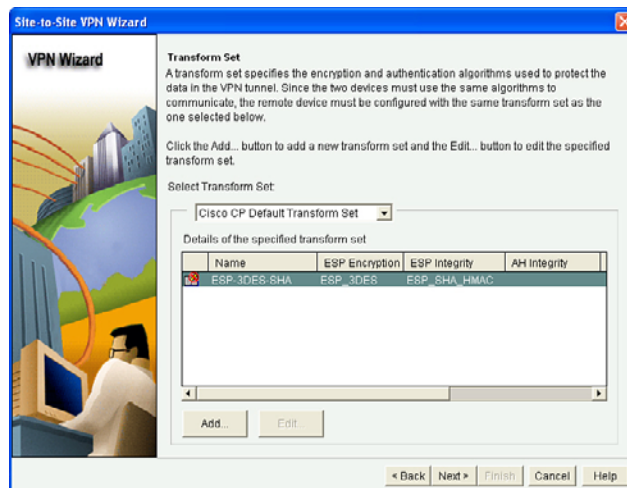 Site-to-Site VPN Wizard
VPN Wizard
Transform Set
A transform set specifies the encryption and authentication algorithms used to protect the
data in the VPN tunnel. Since the two devices must use the same algorithms to
communicate, the remote device must be configured with the same transform set as the
one selected below.
Click the Add... button to add a new transform set and the Edit... button to edit the specified
transform set.
Select Transform Set:
Cisco CP Default Transform Set
Details of the specified transform set
Name ESP Encryption ESP Integrity AH Integrity
ESP-3DES-SHA ESP_3DES ESP_SHA_HMAC
Add... Edit...
< Back Next > Finish Cancel Help